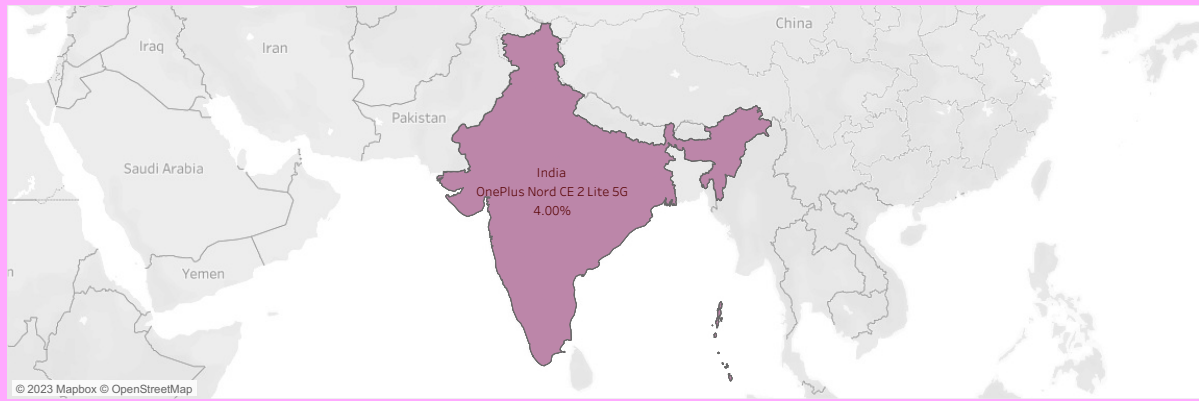 China
Iraq
Iran
Pakistan
Saudi Arabia
India
OnePlus Nord CE 2 Lite 5G
4.00%
n
Yemen
© 2023 Mapbox © OpenStreetMap